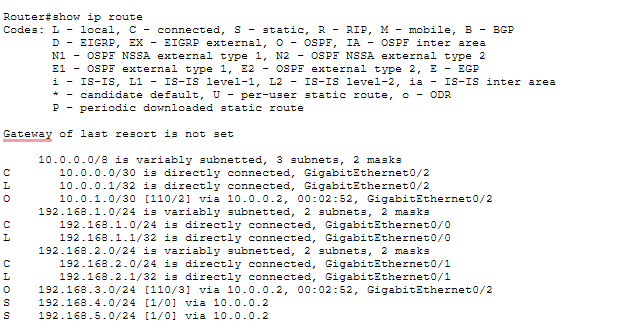 Router#show ip route
Codes: L - local, C - connected, S - static, R - RIP, M - mobile, B - BGP
       D - EIGRP, EX - EIGRP external, O - OSPF, IA - OSPF inter area
       N1 - OSPF NSSA external type 1, N2 - OSPF NSSA external type 2
       E1 - OSPF external type 1, E2 - OSPF external type 2, E - EGP
       i - IS-IS, L1 - IS-IS level-1, L2 - IS-IS level-2, ia - IS-IS inter area
       * - candidate default, U - per-user static route, o - ODR
       P - periodic downloaded static route

Gateway of last resort is not set

     10.0.0.0/8 is variably subnetted, 3 subnets, 2 masks
C       10.0.0.0/30 is directly connected, GigabitEthernet0/2
L       10.0.0.1/32 is directly connected, GigabitEthernet0/2
O       10.0.1.0/30 [110/2] via 10.0.0.2, 00:02:52, GigabitEthernet0/2
     192.168.1.0/24 is variably subnetted, 2 subnets, 2 masks
C       192.168.1.0/24 is directly connected, GigabitEthernet0/0
L       192.168.1.1/32 is directly connected, GigabitEthernet0/0
     192.168.2.0/24 is variably subnetted, 2 subnets, 2 masks
C       192.168.2.0/24 is directly connected, GigabitEthernet0/1
L       192.168.2.1/32 is directly connected, GigabitEthernet0/1
O    192.168.3.0/24 [110/3] via 10.0.0.2, 00:02:52, GigabitEthernet0/2
S    192.168.4.0/24 [1/0] via 10.0.0.2
S    192.168.5.0/24 [1/0] via 10.0.0.2